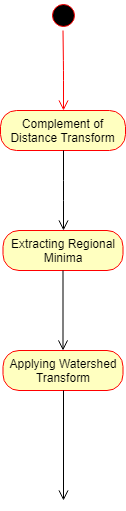 Complement of
Distance Transform
Extracting Regional
Minima
Applying Watershed
Transform